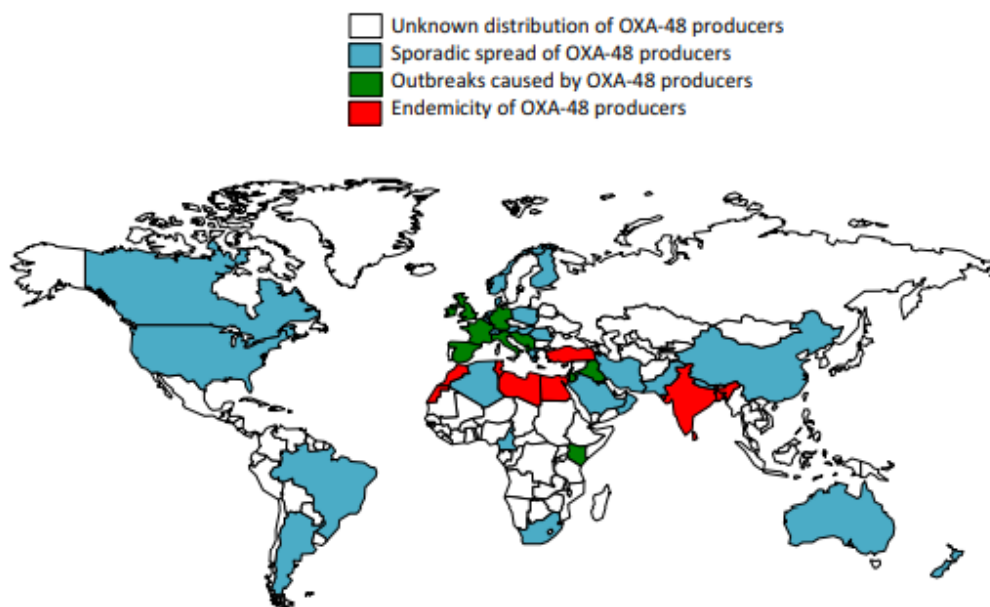 Unknown distribution of OXA-48 producers
Sporadic spread of OXA-48 producers
Outbreaks caused by OXA-48 producers
Endemicity of OXA-48 producers